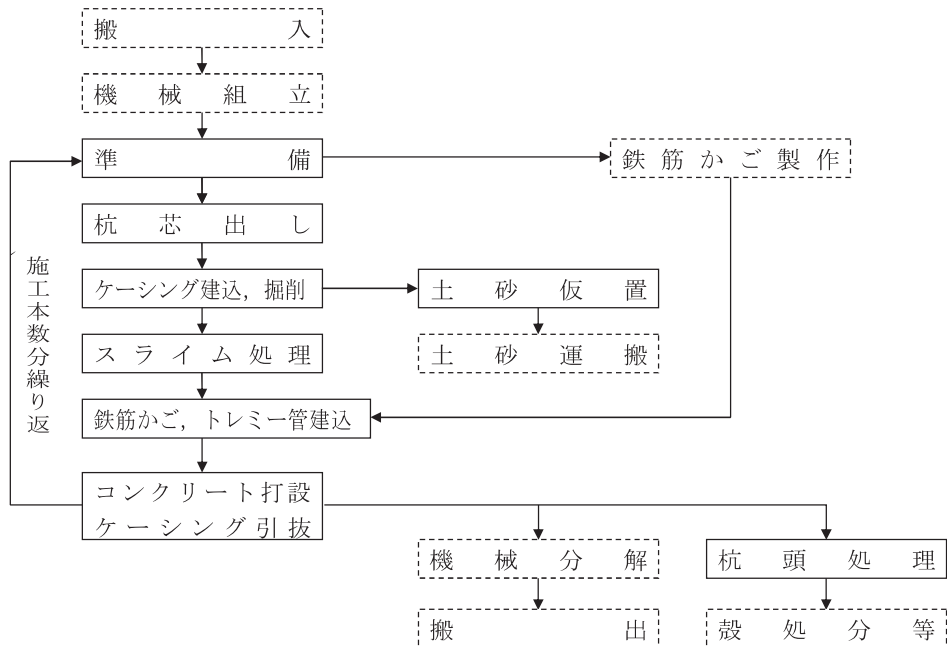 搬入
機械組立
準備
鉄筋かご製作
杭芯出し
ケーシング建込，掘削
土砂仮置
スライム処理
土砂運搬
鉄筋かご，トレミー管建込
コンクリート打設
ケーシング引抜
施工本数分繰り返
機械分解
杭頭処理
搬出
殻処分等